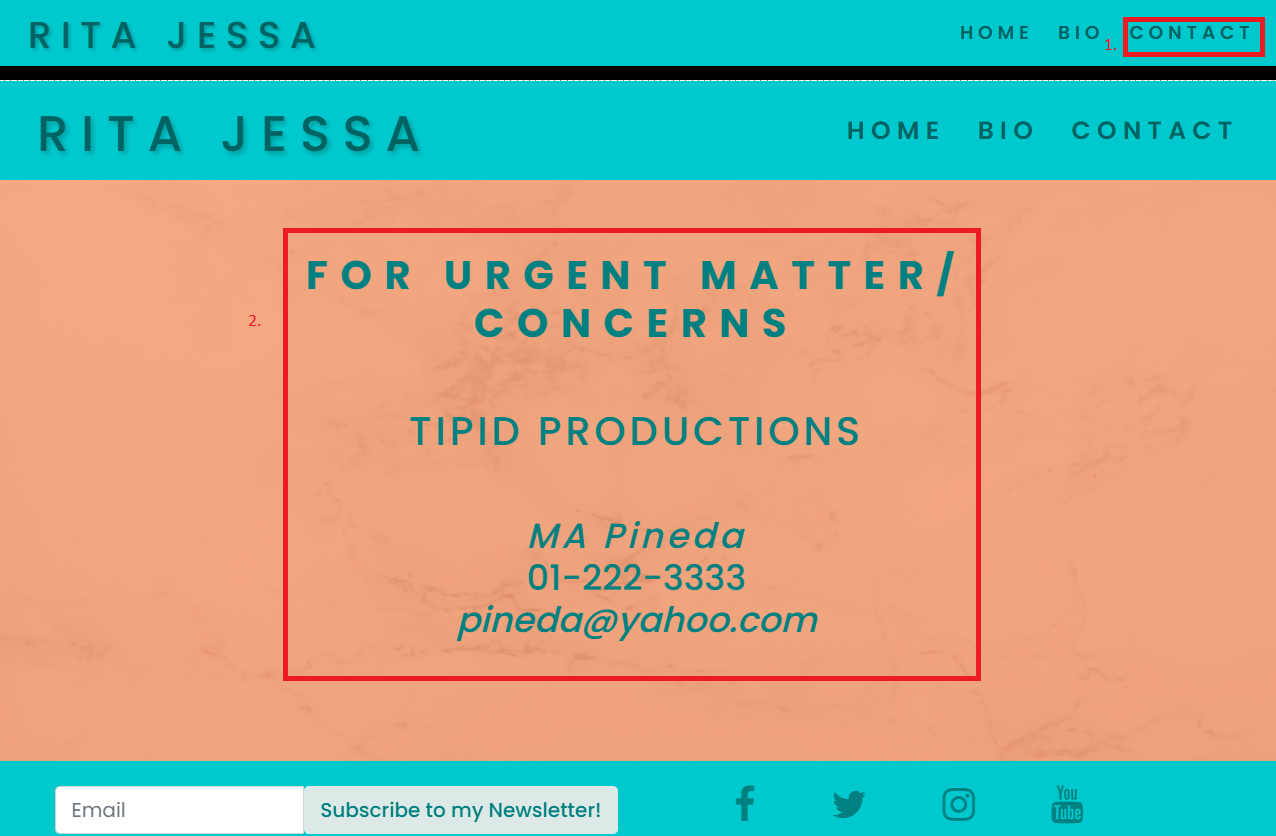 RITA JESSA
HOME BIO 1. CONTACT
RITA JESSA
HOME BIO CONTACT
FOR URGENT MATTER/
CONCERNS
2.
TIPID PRODUCTIONS
MA Pineda
01-222-3333
pineda@yahoo.com
Email Subscribe to my Newsletter!
You
Tube